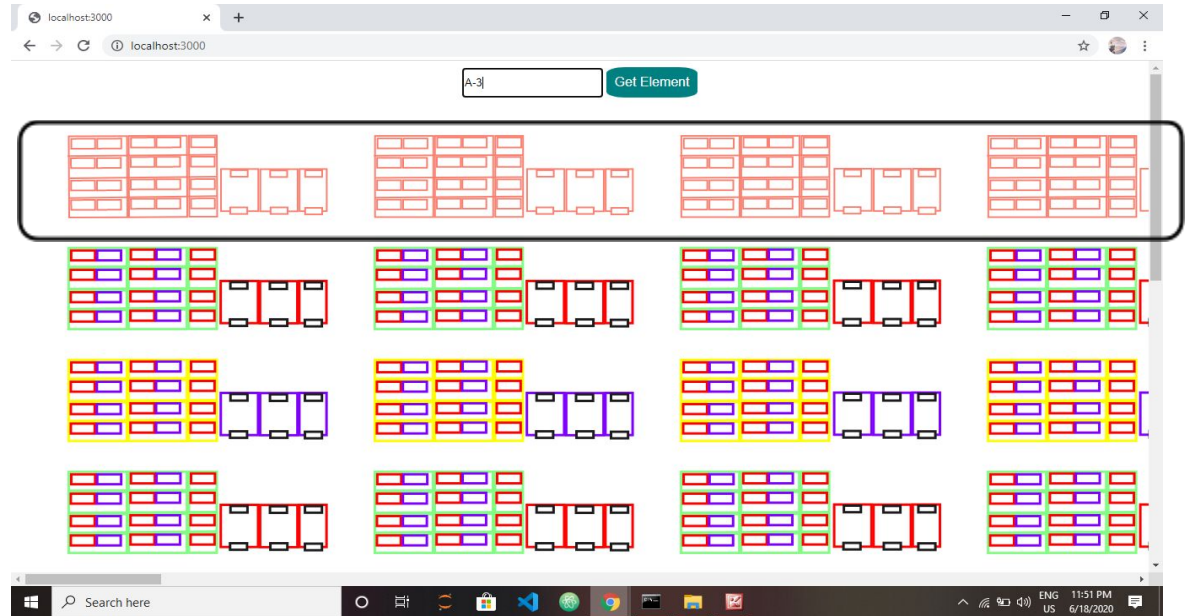 localhost:3000
localhost:3000
A-3
Get Element
Search here
ENG 11:51 PM
US 6/18/2020